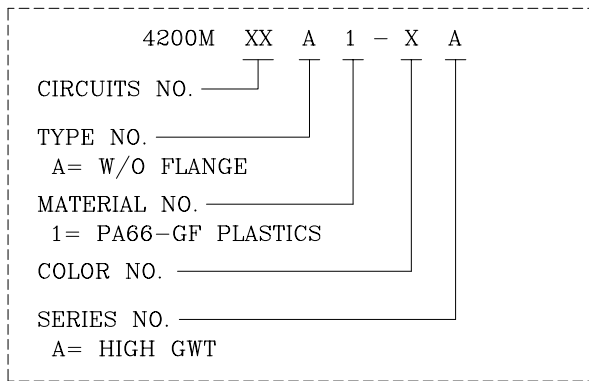 4200M XX A 1 - X A
CIRCUITS NO.
TYPE NO.
A= W/O FLANGE
MATERIAL NO.
1= PA66-GF PLASTICS
COLOR NO.
SERIES NO.
A= HIGH GWT